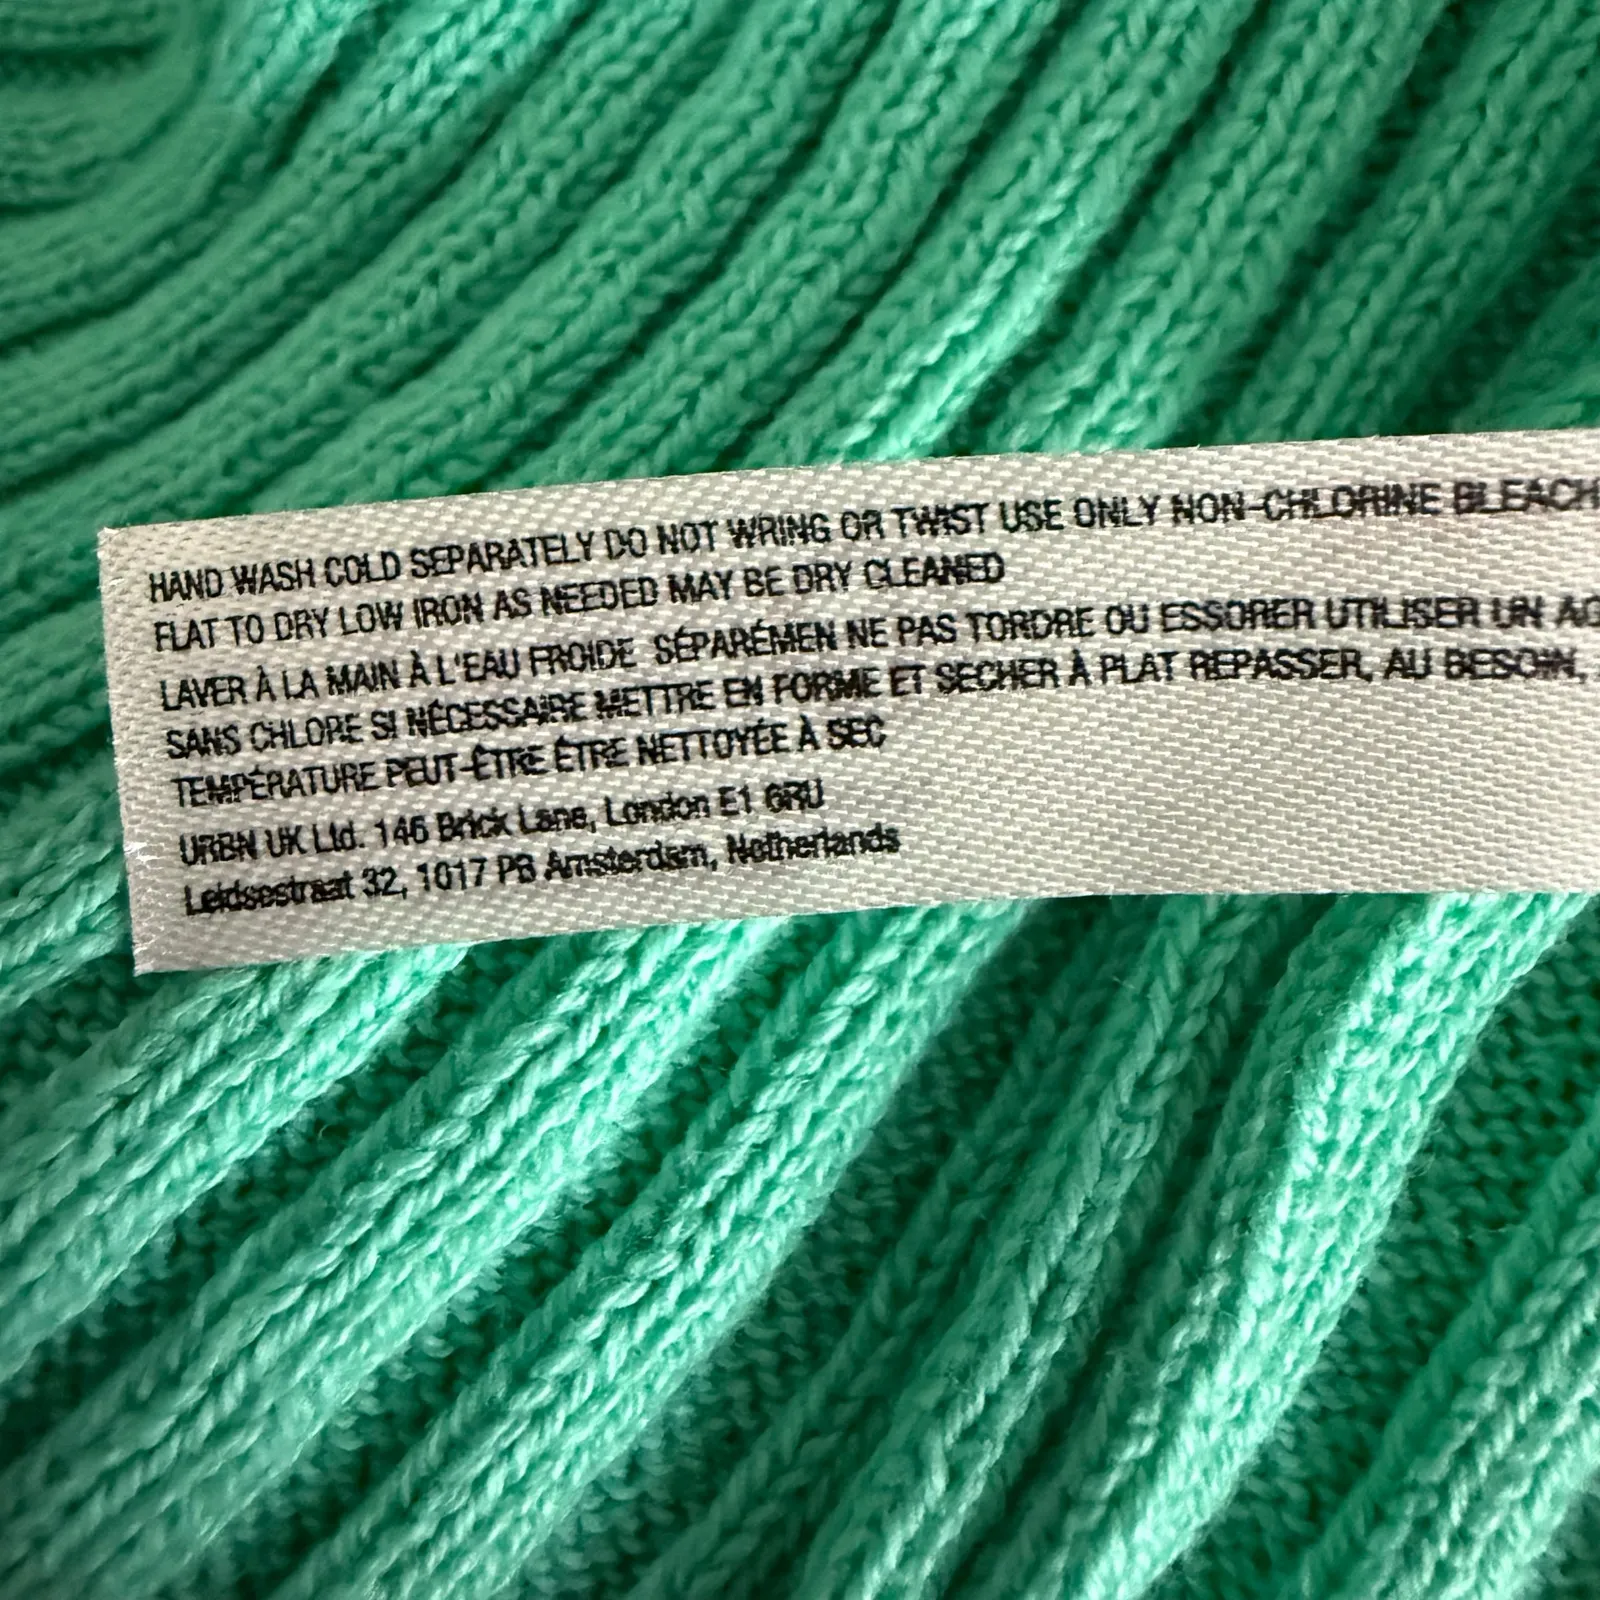 HAND WASH COLD SEPARATELY DO NOT WRING OR TWIST USE ONLY NON-CHLORINE BLEACH
FLAT TO DRY LOW IRON AS NEEDED MAY BE DRY CLEANED
LAVER À LA MAIN À L'EAU FROIDE SÉPARÉMEN NE PAS TORDRE OU ESSORER UTILISER UN AG
SANS CHLORE SI NÉCESSAIRE METTRE EN FORME ET SECHER À PLAT REPASSER, AU BESOIN,
TEMPÉRATURE PEUT-ÊTRE ÊTRE NETTOYÉE À SEC
URBN UK Ltd. 146 Brick Lane, London E1 6RU
Leidsestraat 32, 1017 PB Amsterdam, Netherlands